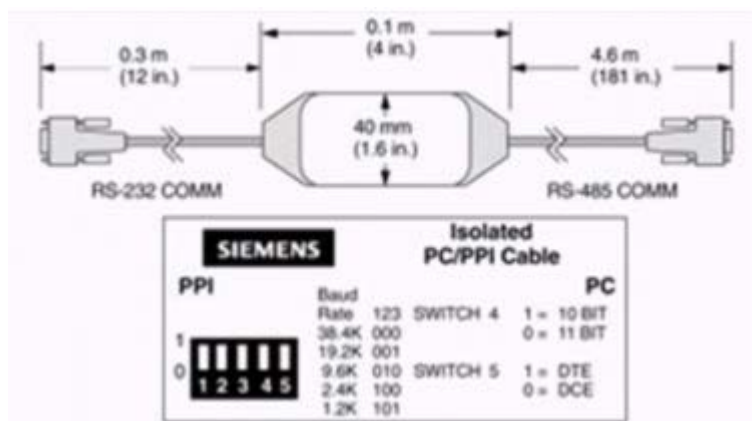 0.1 m
(4 in.)
0.3 m
(12 in.)
4.6 m
(181 in.)
40 mm
(1.6 in.)
RS-232 COMM
RS-485 COMM
SIEMENS
Isolated
PC/PPI Cable
PPI
PC
Baud
Rate 123 SWITCH 4 1 = 10 BIT
38.4K 000 0 = 11 BIT
19.2K 001
9.6K 010 SWITCH 5 1 = DTE
2.4K 100 0 = DCE
1.2K 101
1
0
1 2 3 4 5